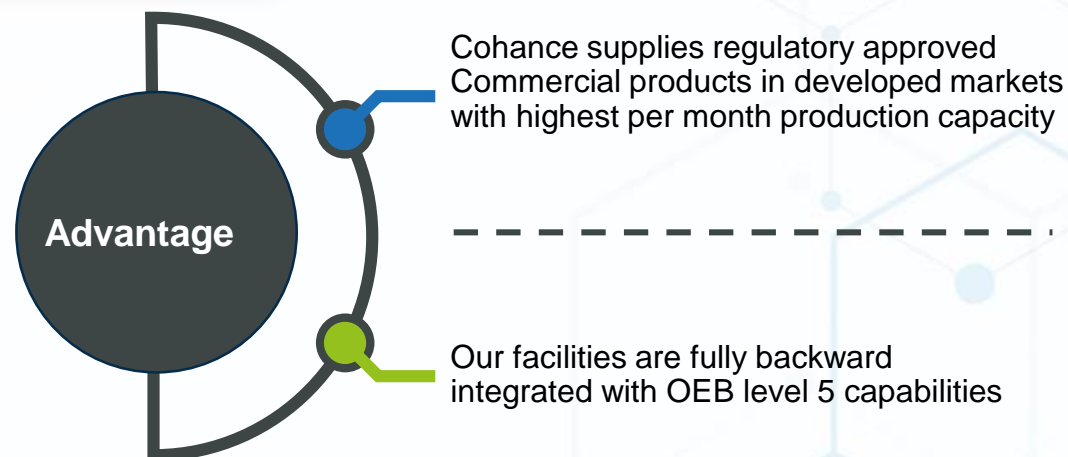 Cohance supplies regulatory approved
Commercial products in developed markets
with highest per month production capacity
Advantage
Our facilities are fully backward
integrated with OEB level 5 capabilities